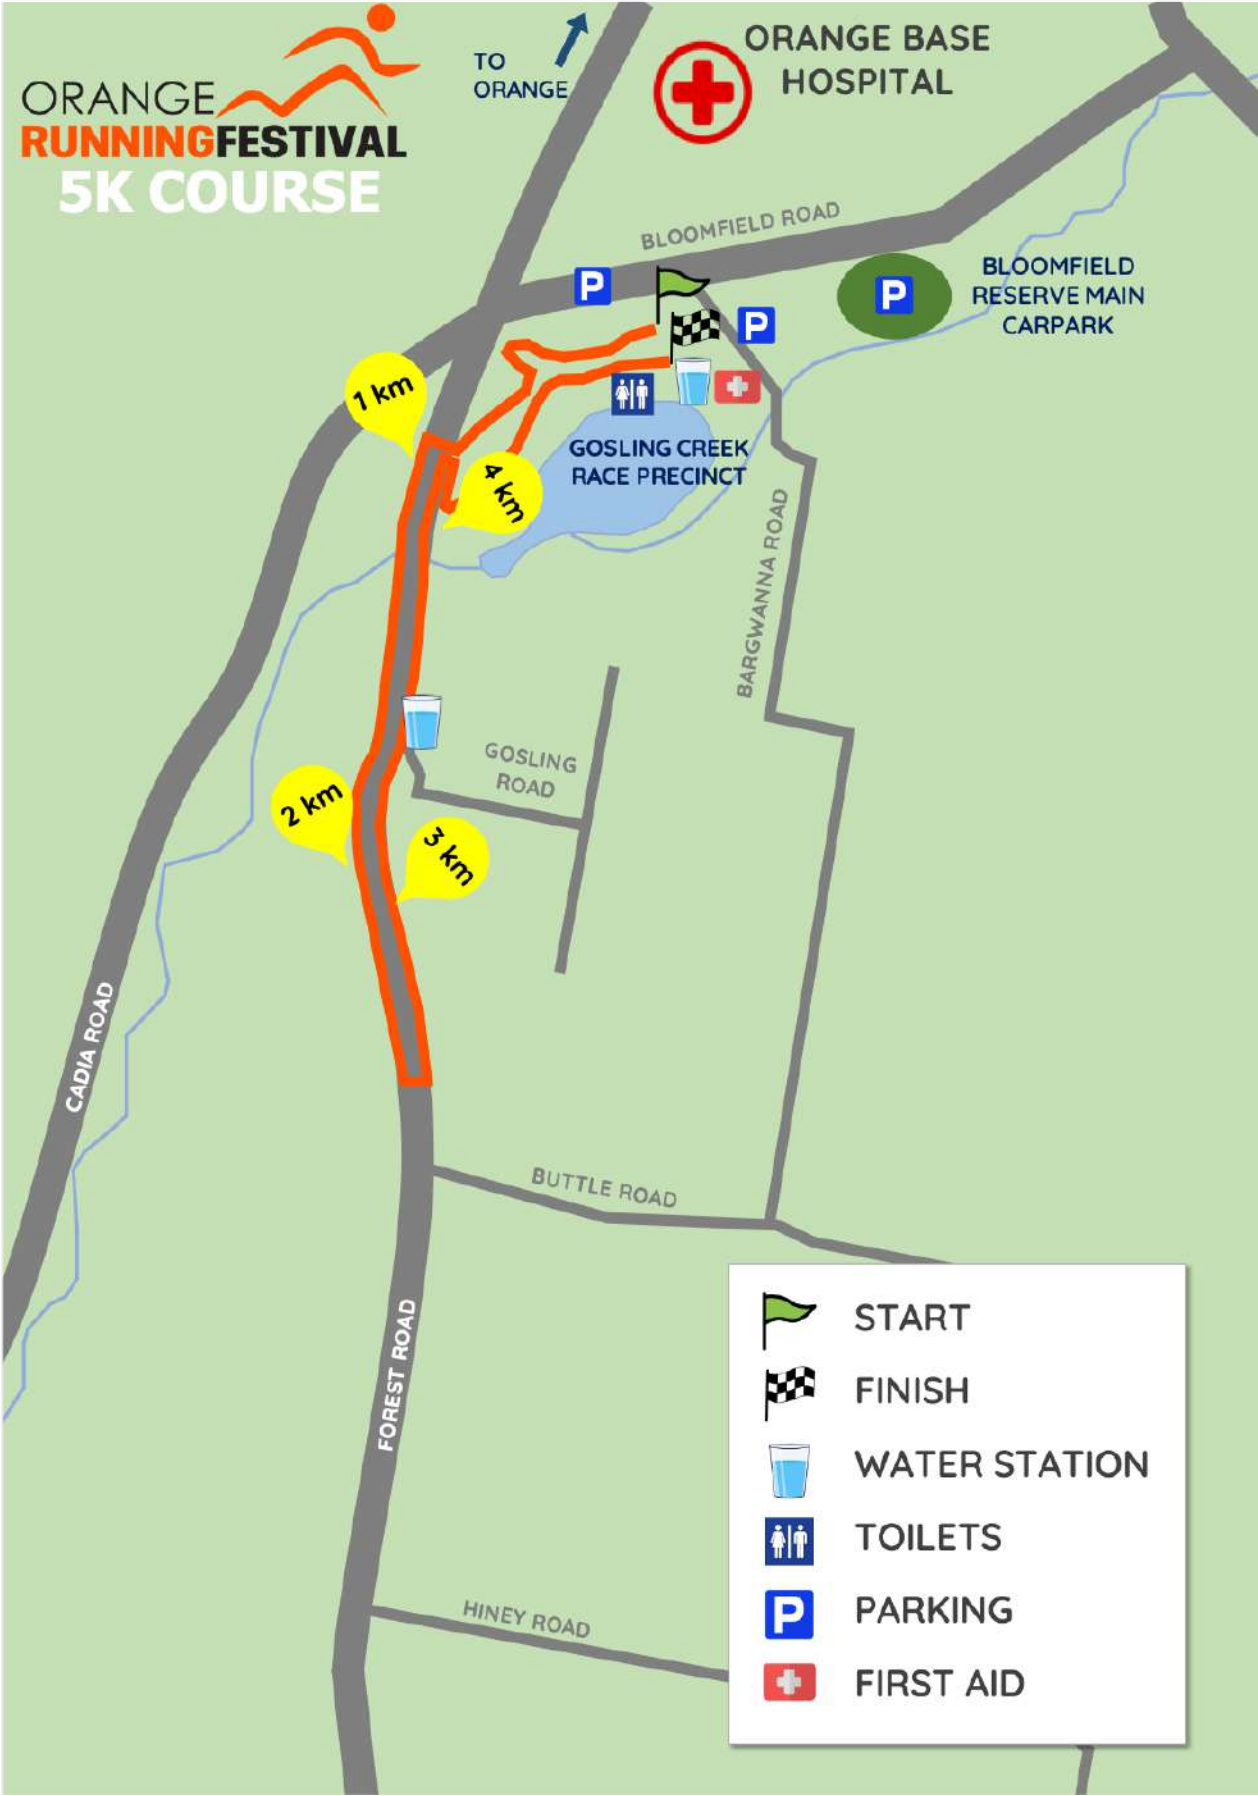 ORANGE
RUNNINGFESTIVAL
5K COURSE
TO
ORANGE
ORANGE BASE
HOSPITAL
BLOOMFIELD ROAD
P
P
P
BLOOMFIELD
RESERVE MAIN
CARPARK
1 km
GOSLING CREEK
RACE PRECINCT
4 km
BARGWANNA ROAD
GOSLING
ROAD
2 km
3 km
CADIA ROAD
BUTTLE ROAD
FOREST ROAD
HINEY ROAD
START
FINISH
WATER STATION
TOILETS
P PARKING
FIRST AID